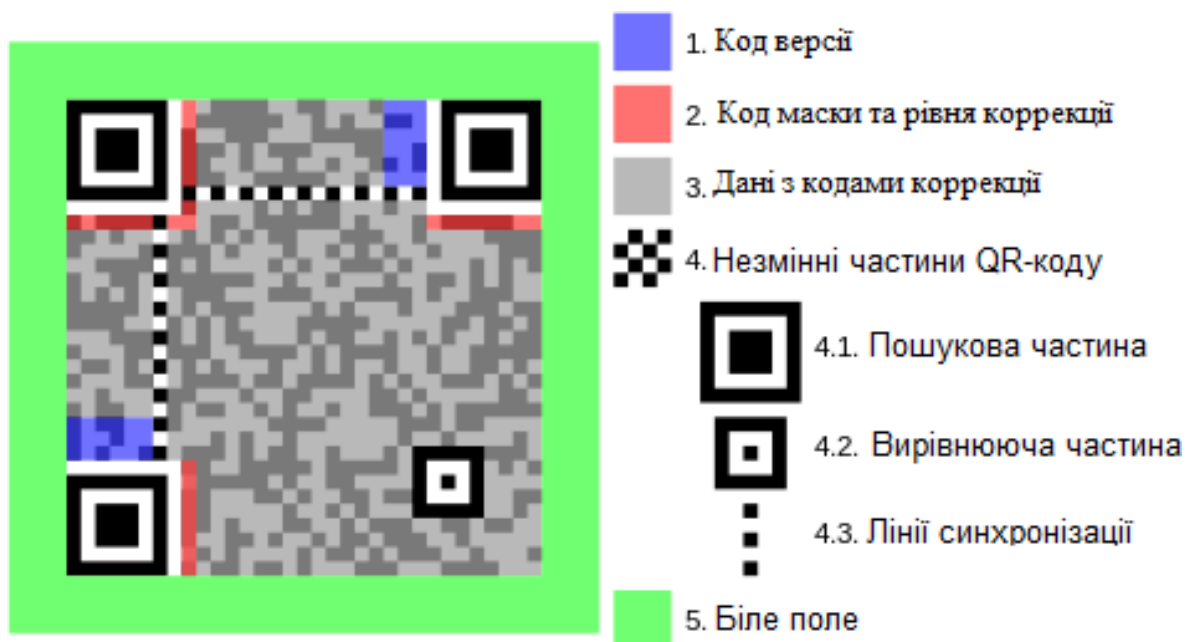 1. Код версії
2. Код маски та рівня коррекції
3. Дані з кодами коррекції
4. Незмінні частини QR-коду
4.1. Пошукова частина
4.2. Вирівнююча частина
4.3. Лінії синхронізації
5. Біле поле